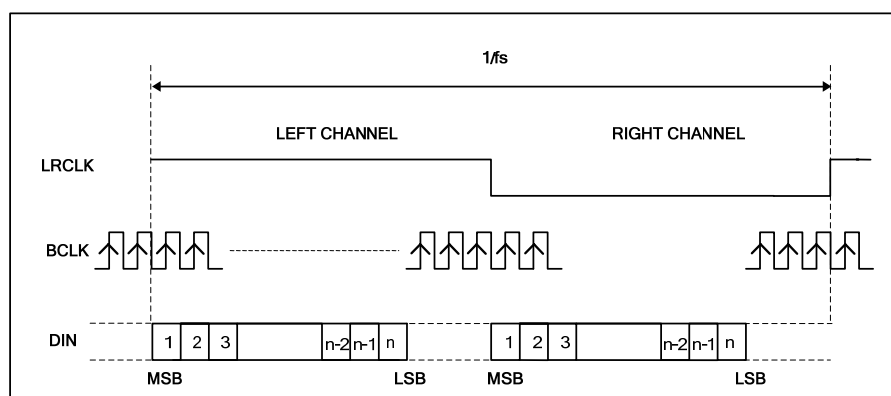 1/fs
LEFT CHANNEL RIGHT CHANNEL
LRCLK
BCLK
DIN 1 2 3 n-2 n-1 n 1 2 3 n-2 n-1 n
MSB LSB MSB LSB